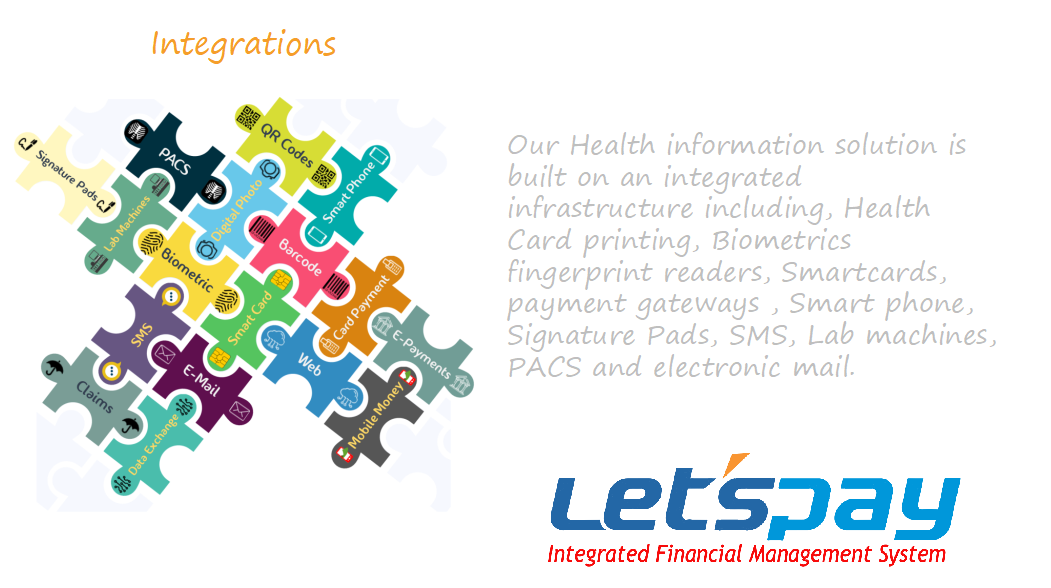 Integrations
QR Codes
PACS
Smart Phone
Signature Pads
Digital Photo
Lab Machines
Barcode
Biometric
Card Payment
Smart Card
SMS
E-Payments
Web
E-Mail
Claims
Mobile Money
Data Exchange
Our Health information solution is
built on an integrated
infrastructure including, Health
Card printing, Biometrics
fingerprint readers, Smartcards,
payment gateways , Smart phone,
Signature Pads, SMS, Lab machines,
PACS and electronic mail.
Let'spay
Integrated Financial Management System